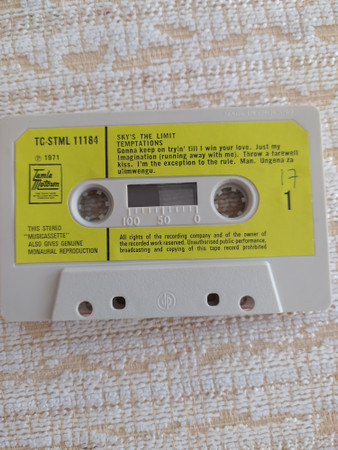 TC-STML 11184
Tamla
Motown
℗ 1971
SKY'S THE LIMIT
TEMPTATIONS
Gonna keep on tryin' till I win your love. Just my
imagination (running away with me). Throw a farewell
kiss. I'm the exception to the rule. Man. Ungena za
ulimwengu.
17
1
100 50 0
THIS STEREO
"MUSICASSETTE"
ALSO GIVES GENUINE
MONAURAL REPRODUCTION
All rights of the recording company and of the owner of
the recorded work reserved. Unauthorised public performance,
broadcasting and copying of this tape record prohibited